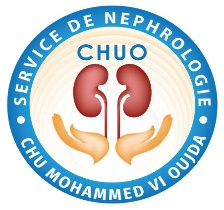 SERVICE DE NEPHROLOGIE
CHUO
CHU MOHAMMED VI OUJDA